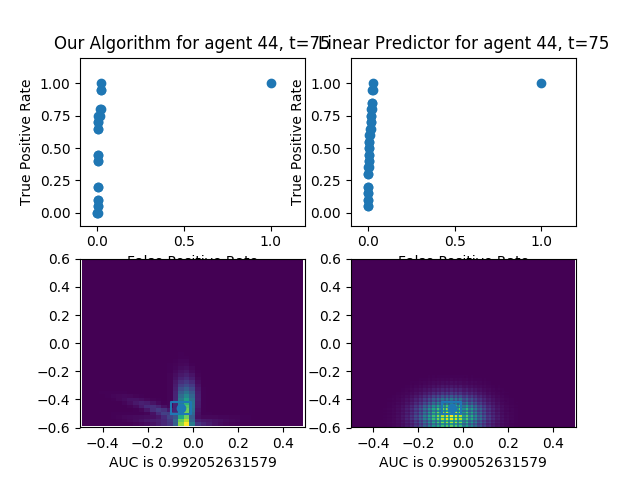 Our Algorithm for agent 44, t=75
Linear Predictor for agent 44, t=75
True Positive Rate
1.00
0.75
0.50
0.25
0.00
0.0 0.5 1.0
False Positive Rate
True Positive Rate
1.00
0.75
0.50
0.25
0.00
0.0 0.5 1.0
False Positive Rate
0.6
0.4
0.2
0.0
−0.2
−0.4
−0.6
−0.4 −0.2 0.0 0.2 0.4
AUC is 0.992052631579
0.6
0.4
0.2
0.0
−0.2
−0.4
−0.6
−0.4 −0.2 0.0 0.2 0.4
AUC is 0.990052631579